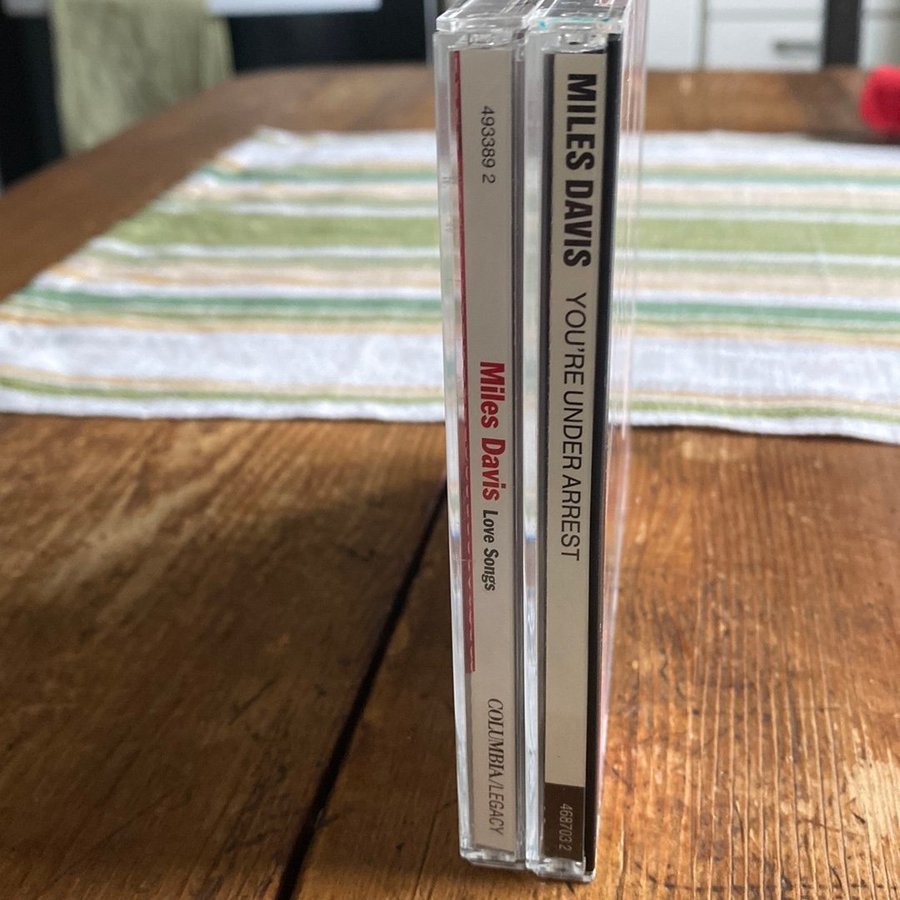 493389 2
Miles Davis Love Songs
COLUMBIA/LEGACY
MILES DAVIS YOU'RE UNDER ARREST
468703 2